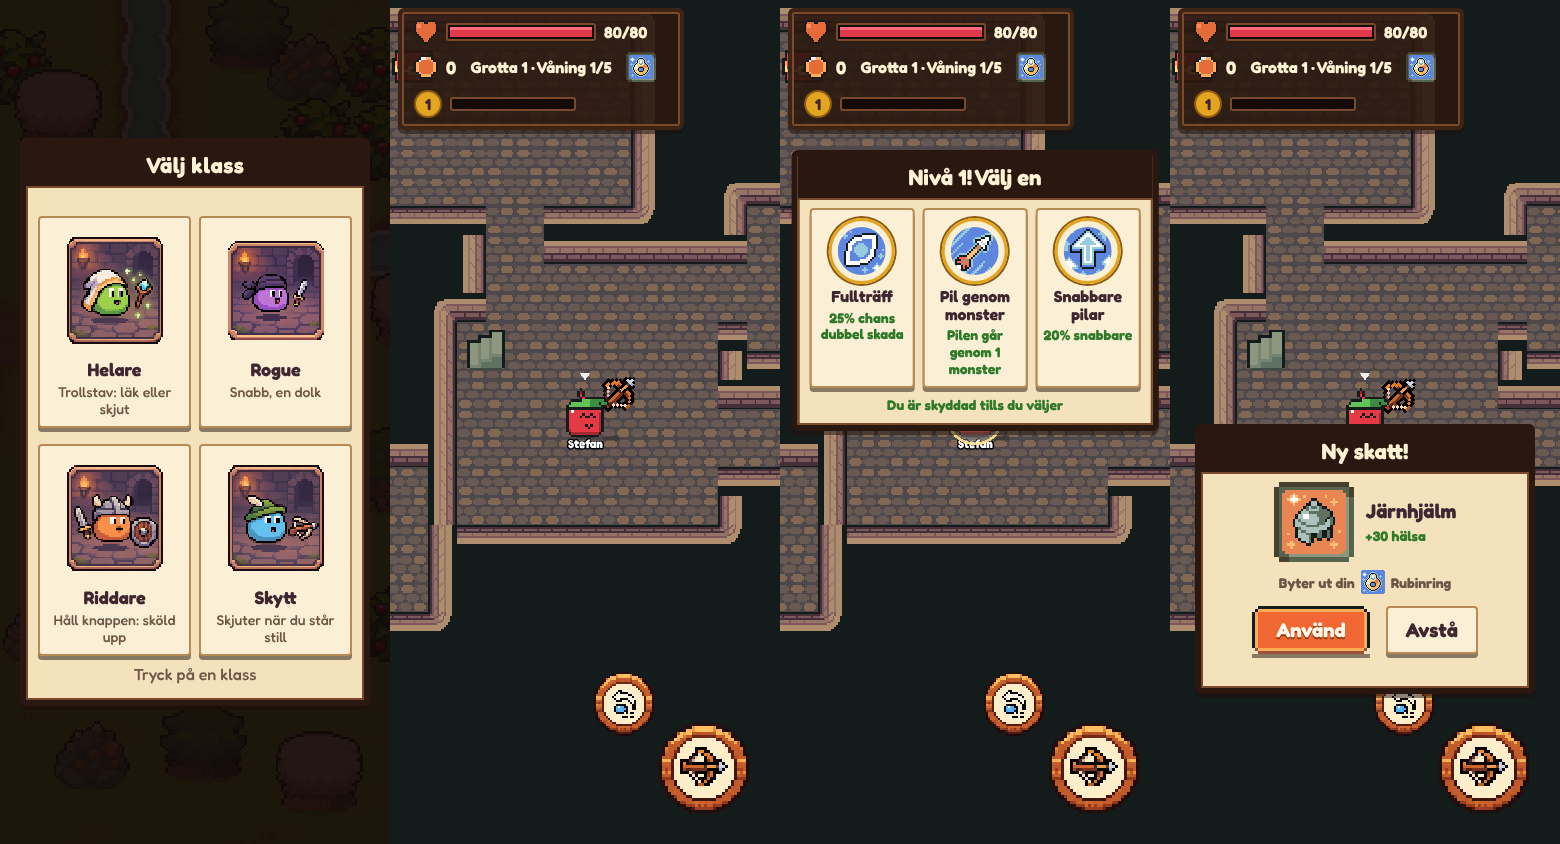 Välj klass
Helare
Trollstav: läk eller
skjut
Rogue
Snabb, en dolk
Riddare
Håll knappen: sköld
upp
Skytt
Skjuter när du står
still
Tryck på en klass
80/80
0 Grotta 1 · Våning 1/5
1
Stefan
80/80
0 Grotta 1 · Våning 1/5
1
Nivå 1! Välj en
Fullträff
25% chans
dubbel skada
Pil genom
monster
Pilen går
genom 1
monster
Snabbare
pilar
20% snabbare
Du är skyddad tills du väljer
Stefan
80/80
0 Grotta 1 · Våning 1/5
1
Ny skatt!
Järnhjälm
+30 hälsa
Byter ut din Rubinring
Använd
Avstå